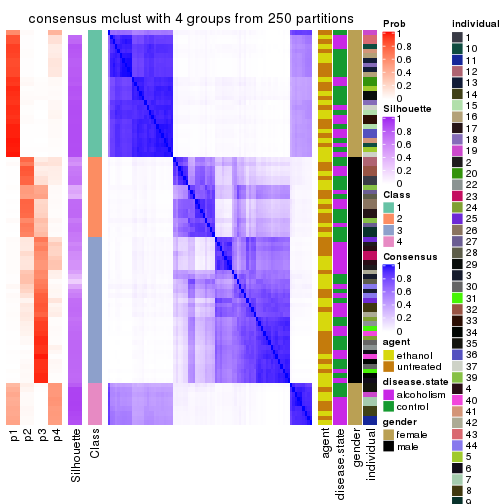 consensus mclust with 4 groups from 250 partitions
p1
p2
p3
p4
Silhouette
Class
agent
disease.state
gender
individual
Prob
1
0.8
0.6
0.4
0.2
0
Silhouette
1
0.8
0.6
0.4
0.2
0
Class
1
2
3
4
Consensus
1
0.8
0.6
0.4
0.2
0
agent
ethanol
untreated
disease.state
alcoholism
control
gender
female
male
individual
1
10
11
12
13
14
15
16
17
18
19
2
20
22
23
24
25
26
27
28
29
3
30
31
32
33
34
35
36
37
39
4
40
41
42
43
44
5
6
7
8
9